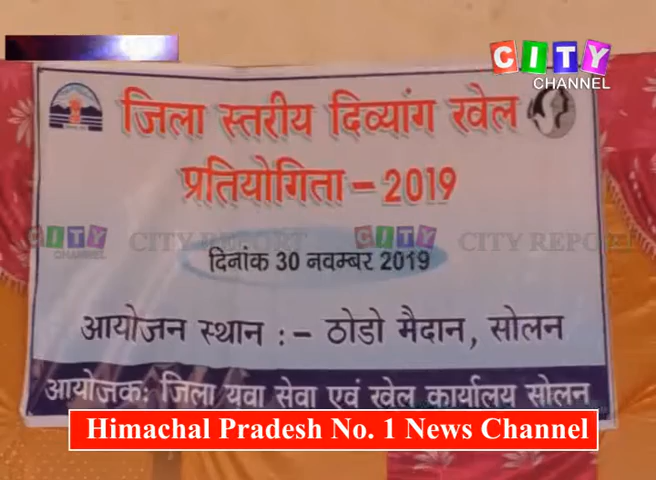 CITY
CHANNEL
जिला स्तरीय दिव्यांग खेल
प्रतियोगिता - 2019
CITY CHANNEL CITY REPORT CITY CHANNEL CITY REPORT
दिनांक 30 नवम्बर 2019
आयोजन स्थान :- ठोडो मैदान, सोलन
आयोजक: जिला युवा सेवा एवं खेल कार्यालय सोलन
Himachal Pradesh No. 1 News Channel